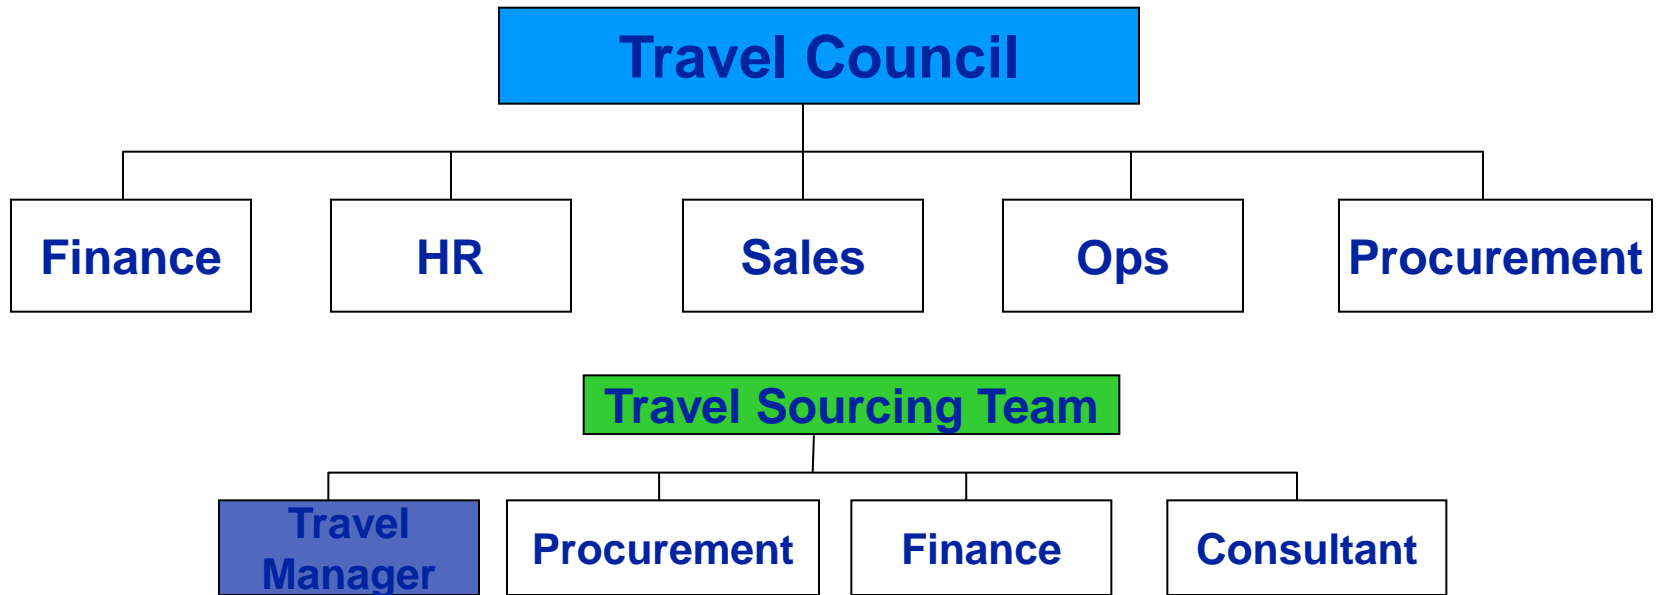 Travel Council
Finance
HR
Sales
Ops
Procurement
Travel Sourcing Team
Travel
Manager
Procurement
Finance
Consultant